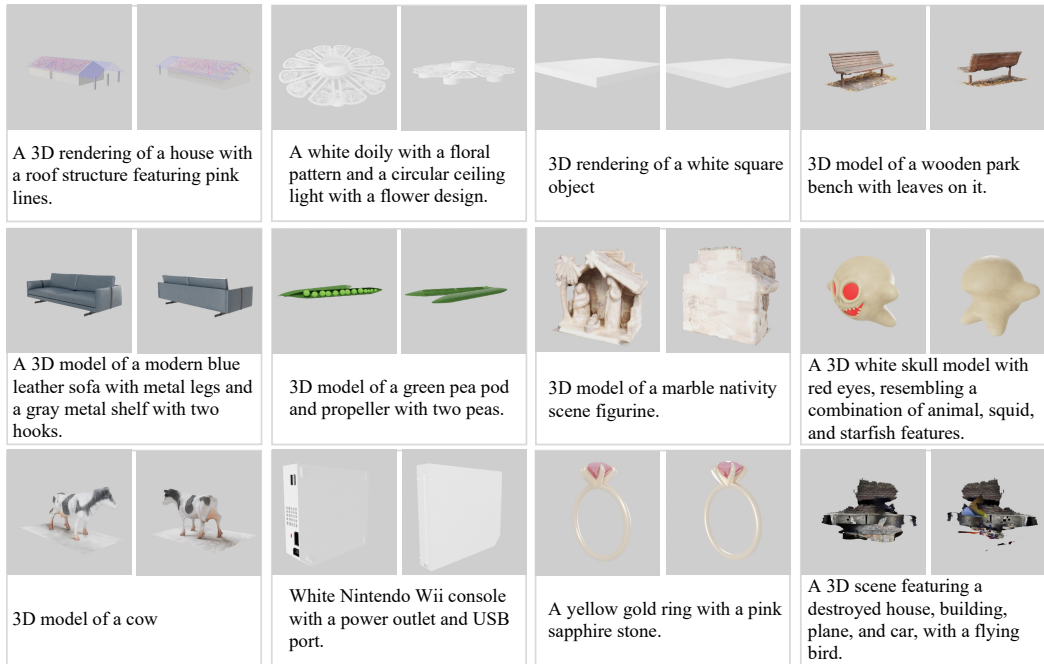 A 3D rendering of a house with
a roof structure featuring pink
lines.
A white doily with a floral
pattern and a circular ceiling
light with a flower design.
3D rendering of a white square
object
3D model of a wooden park
bench with leaves on it.
A 3D model of a modern blue
leather sofa with metal legs and
a gray metal shelf with two
hooks.
3D model of a green pea pod
and propeller with two peas.
3D model of a marble nativity
scene figurine.
A 3D white skull model with
red eyes, resembling a
combination of animal, squid,
and starfish features.
3D model of a cow
White Nintendo Wii console
with a power outlet and USB
port.
A yellow gold ring with a pink
sapphire stone.
A 3D scene featuring a
destroyed house, building,
plane, and car, with a flying
bird.